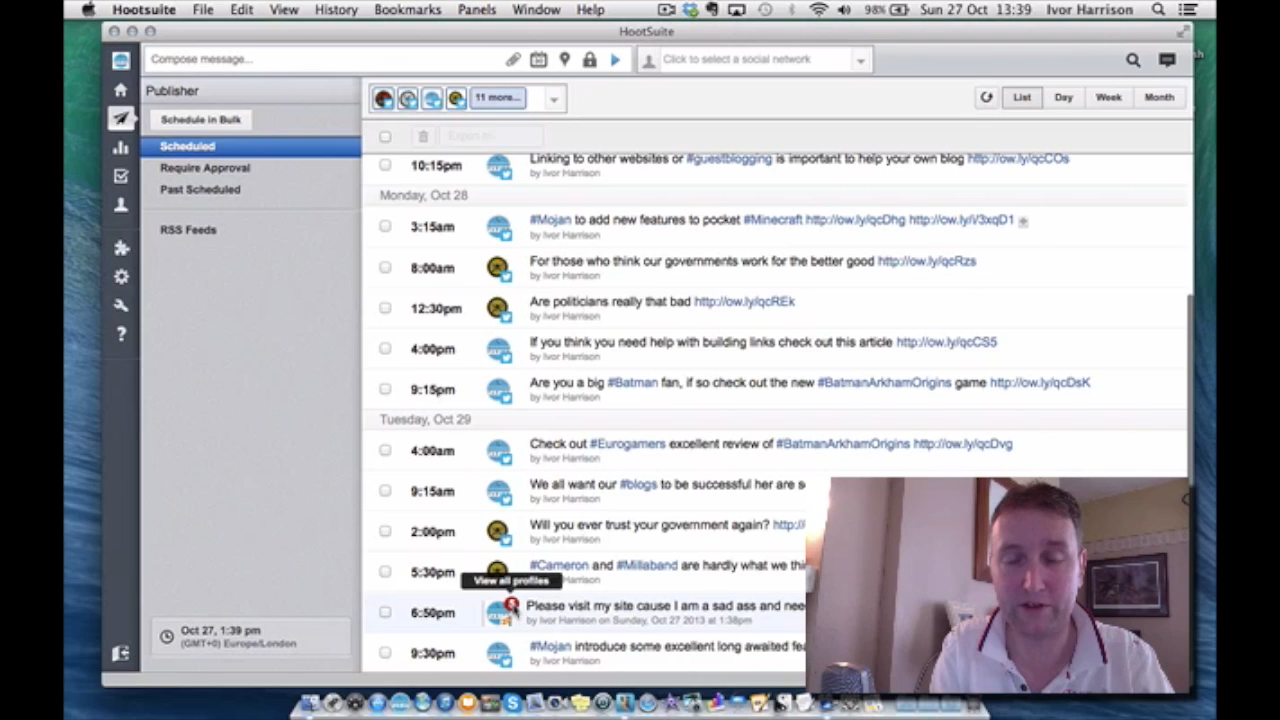 Hootsuite File Edit View History Bookmarks Panels Window Help 98% Sun 27 Oct 13:39 Ivor Harrison
HootSuite
Compose message...
Click to select a social network
Publisher
11 more...
List Day Week Month
Schedule in Bulk
Scheduled
Require Approval
Past Scheduled
RSS Feeds
10:15pm Linking to other websites or #guestblogging is important to help your own blog http://ow.ly/qcCOs
by Ivor Harrison
Monday, Oct 28
3:15am #Mojan to add new features to pocket #Minecraft http://ow.ly/qcDhg http://ow.ly/i/3xqD1
by Ivor Harrison
8:00am For those who think our governments work for the better good http://ow.ly/qcRzs
by Ivor Harrison
12:30pm Are politicians really that bad http://ow.ly/qcREk
by Ivor Harrison
4:00pm If you think you need help with building links check out this article http://ow.ly/qcCS5
by Ivor Harrison
9:15pm Are you a big #Batman fan, if so check out the new #BatmanArkhamOrigins game http://ow.ly/qcDsK
by Ivor Harrison
Tuesday, Oct 29
4:00am Check out #Eurogamers excellent review of #BatmanArkhamOrigins http://ow.ly/qcDvg
by Ivor Harrison
9:15am We all want our #blogs to be successful her are s
by Ivor Harrison
2:00pm Will you ever trust your government again? http:/
by Ivor Harrison
5:30pm #Cameron and #Millaband are hardly what we thi
Harrison
View all profiles
6:50pm Please visit my site cause I am a sad ass and nee
by Ivor Harrison on Sunday, Oct 27 2013 at 1:38pm
9:30pm #Mojan introduce some excellent long awaited fea
by Ivor Harrison
Oct 27, 1:39 pm
(GMT+0) Europe/London